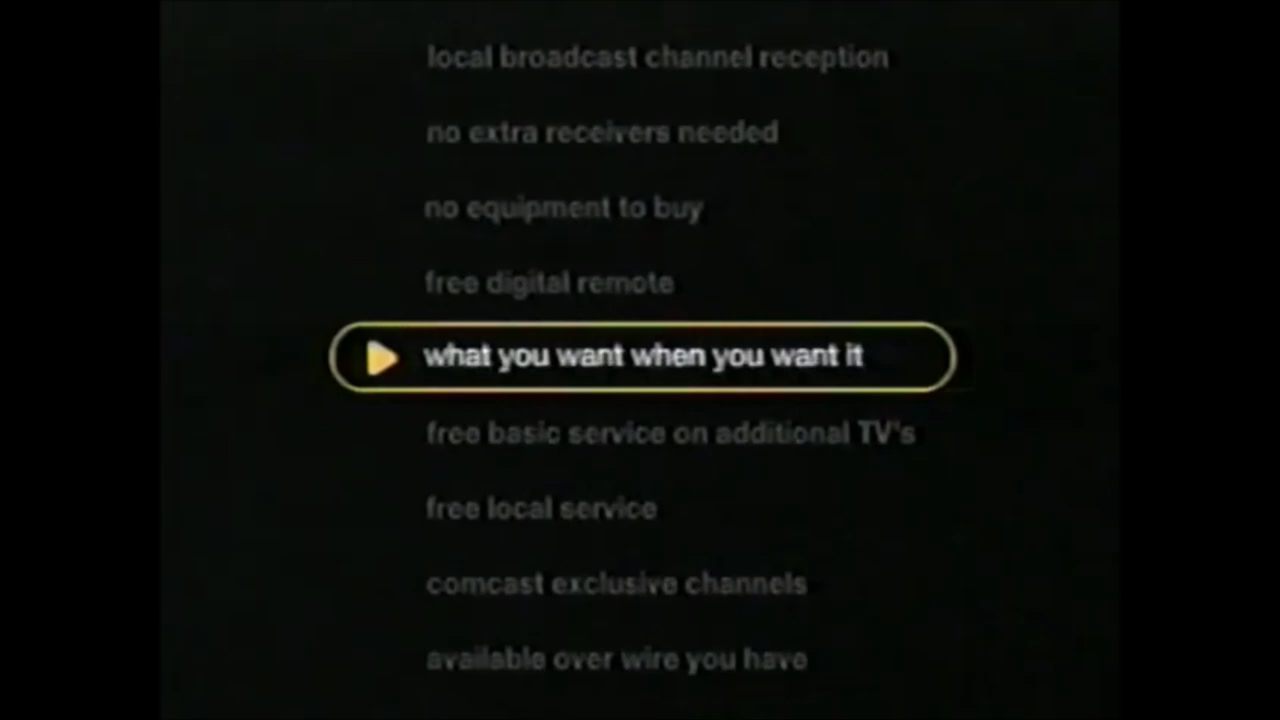 local broadcast channel reception
no extra receivers needed
no equipment to buy
free digital remote
what you want when you want it
free basic service on additional TV's
free local service
comcast exclusive channels
available over wire you have